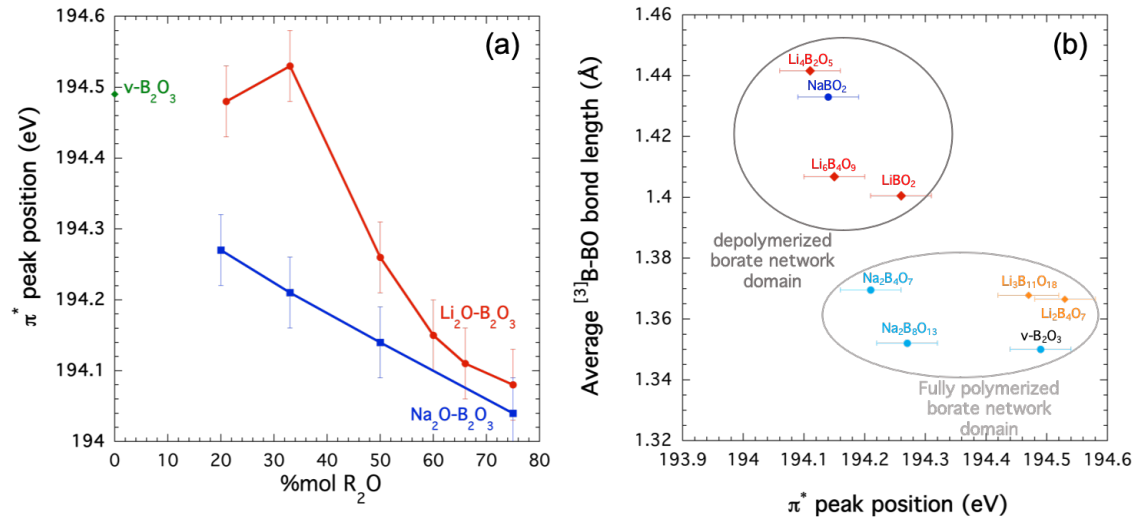 (a)
π* peak position (eV)
194.6
194.5
194.4
194.3
194.2
194.1
194
v-B₂O₃
Li₂O-B₂O₃
Na₂O-B₂O₃
0 10 20 30 40 50 60 70 80
%mol R₂O
(b)
Average ⁽[³]⁾B-BO bond length (Å)
1.46
1.44
1.42
1.4
1.38
1.36
1.34
1.32
Li₄B₂O₅
NaBO₂
Li₆B₄O₉
LiBO₂
depolymerized
borate network
domain
Na₂B₄O₇
Li₃B₁₁O₁₈
Li₂B₄O₇
Na₂B₈O₁₃
v-B₂O₃
Fully polymerized
borate network
domain
193.9 194 194.1 194.2 194.3 194.4 194.5 194.6
π* peak position (eV)